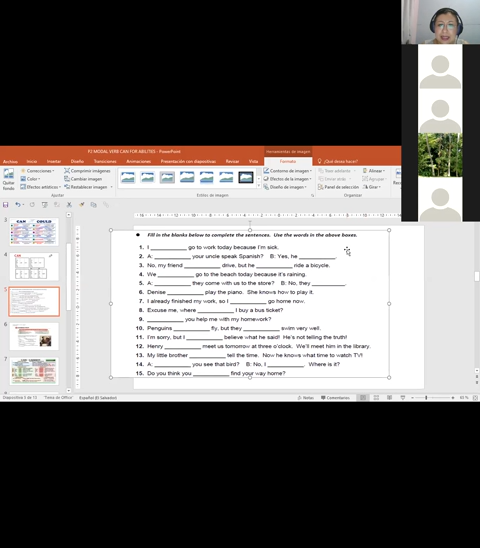 P2 MODAL VERB CAN FOR ABILITIES - PowerPoint
Herramientas de imagen
Archivo Inicio Insertar Diseño Transiciones Animaciones Presentación con diapositivas Revisar Vista Formato ¿Qué desea hacer?
Quitar fondo
Correcciones
Color
Efectos artísticos
Comprimir imágenes
Cambiar imagen
Restablecer imagen
Contorno de imagen
Efectos de la imagen
Diseño de imagen
Traer adelante
Enviar atrás
Panel de selección
Alinear
Agrupar
Girar
Ajustar
Estilos de imagen
Organizar
3
CAN COULD
4
CAN
5
6
7
Fill in the blanks below to complete the sentences. Use the words in the above boxes.
1. I __________ go to work today because I'm sick.
2. A: __________ your uncle speak Spanish? B: Yes, he __________.
3. No, my friend __________ drive, but he __________ ride a bicycle.
4. We __________ go to the beach today because it's raining.
5. A: __________ they come with us to the store? B: No, they __________.
6. Denise __________ play the piano. She knows how to play it.
7. I already finished my work, so I __________ go home now.
8. Excuse me, where __________ I buy a bus ticket?
9. __________ you help me with my homework?
10. Penguins __________ fly, but they __________ swim very well.
11. I'm sorry, but I __________ believe what he said! He's not telling the truth!
12. Henry __________ meet us tomorrow at three o'clock. We'll meet him in the library.
13. My little brother __________ tell the time. Now he knows what time to watch TV!
14. A: __________ you see that bird? B: No, I __________. Where is it?
15. Do you think you __________ find your way home?
Diapositiva 5 de 13 "Tema de Office" Español (El Salvador) Notas Comentarios